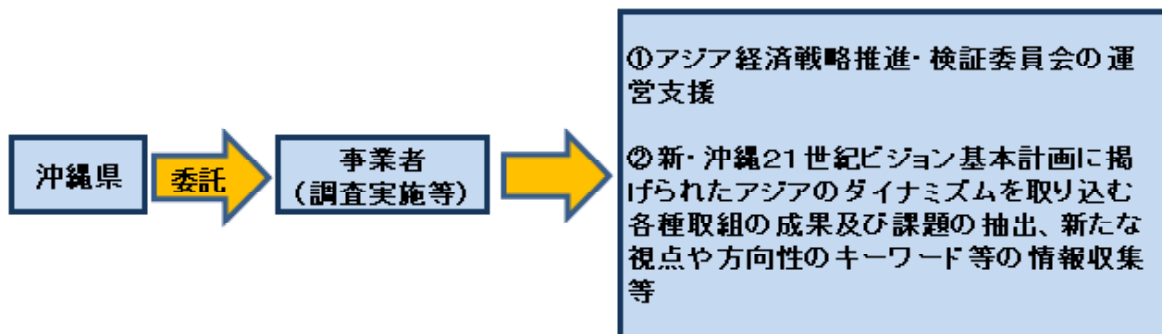 沖縄県
委託
事業者
（調査実施等）
①アジア経済戦略推進・検証委員会の運
営支援
②新・沖縄21世紀ビジョン基本計画に掲
げられたアジアのダイナミズムを取り込む
各種取組の成果及び課題の抽出、新たな
視点や方向性のキーワード等の情報収集
等